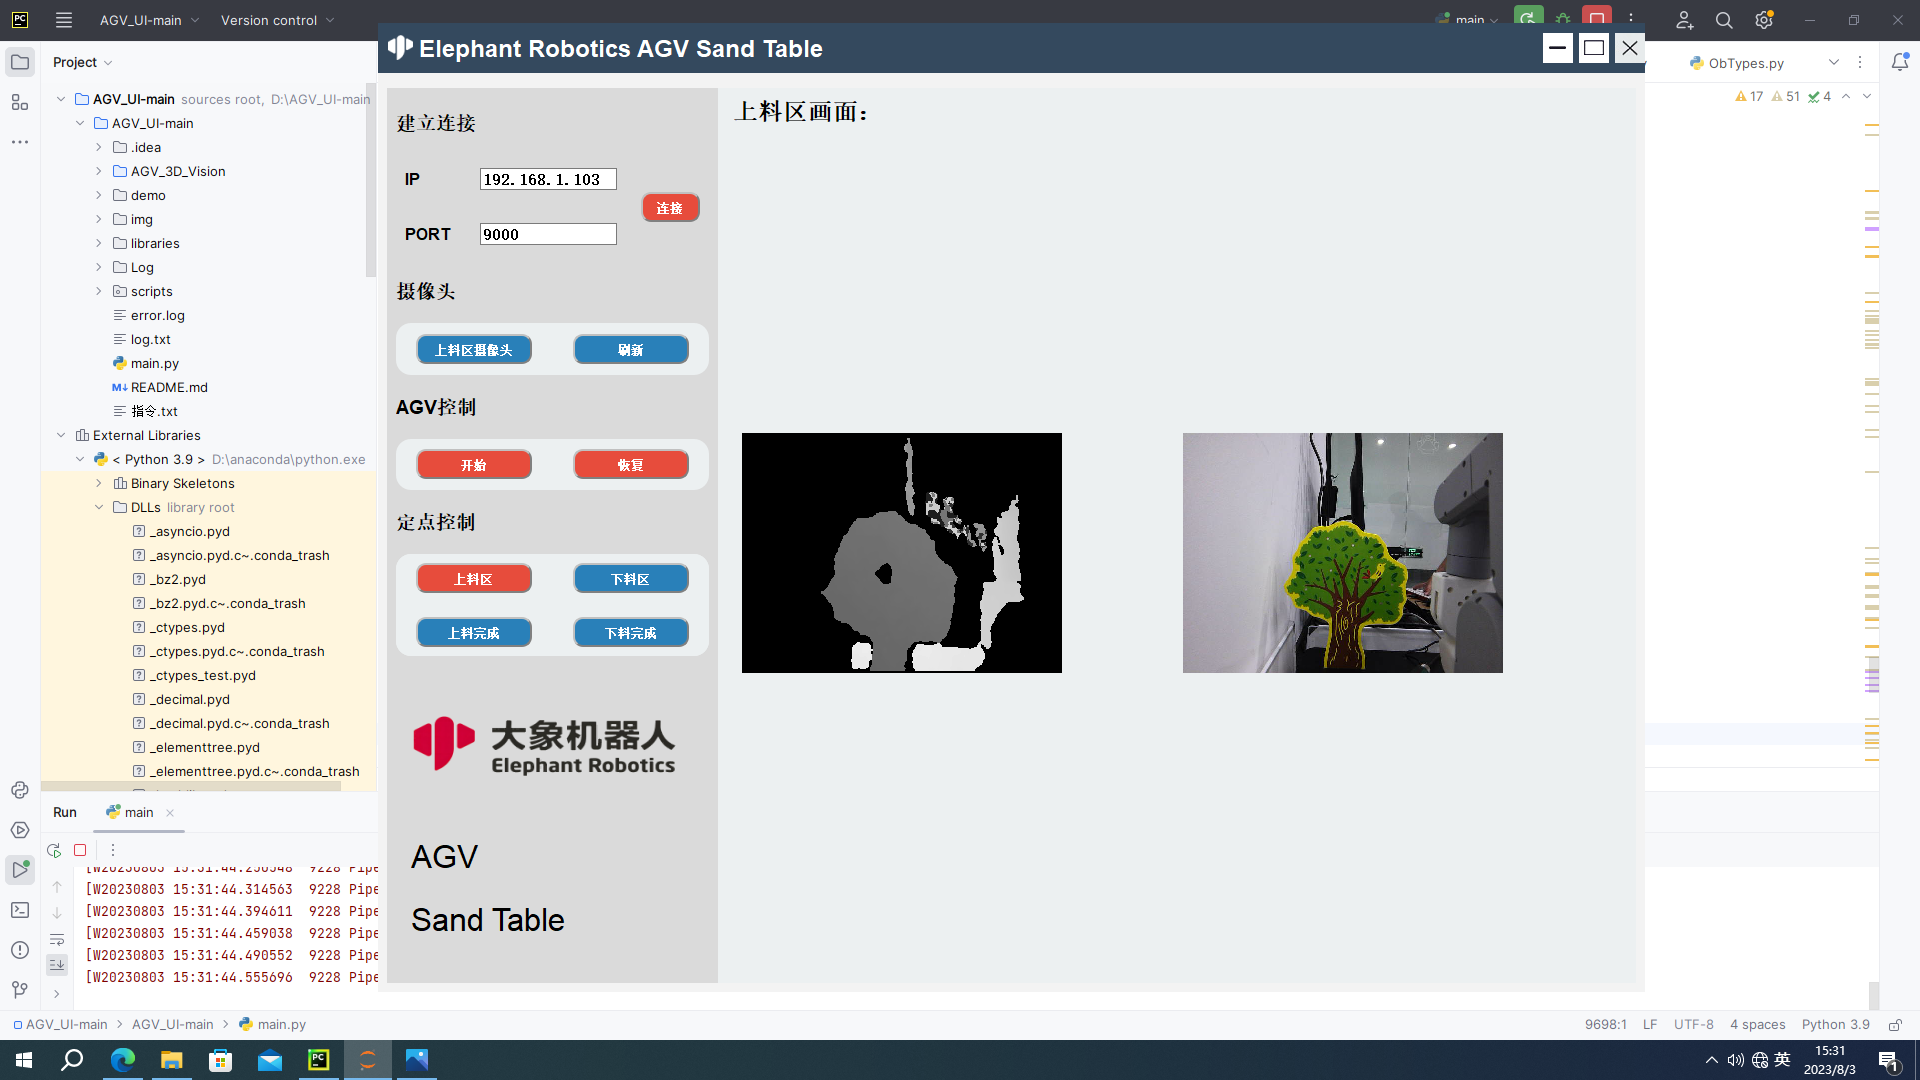 AGV_UI-main
Version control
main
Elephant Robotics AGV Sand Table
Project
ObTypes.py
17 51 4
AGV_UI-main sources root, D:\AGV_UI-main
AGV_UI-main
.idea
AGV_3D_Vision
demo
img
libraries
Log
scripts
error.log
log.txt
main.py
README.md
指令.txt
External Libraries
< Python 3.9 > D:\anaconda\python.exe
Binary Skeletons
DLLs library root
_asyncio.pyd
_asyncio.pyd.c~.conda_trash
_bz2.pyd
_bz2.pyd.c~.conda_trash
_ctypes.pyd
_ctypes.pyd.c~.conda_trash
_ctypes_test.pyd
_decimal.pyd
_decimal.pyd.c~.conda_trash
_elementtree.pyd
_elementtree.pyd.c~.conda_trash
建立连接
IP 192.168.1.103
连接
PORT 9000
摄像头
上料区摄像头 刷新
AGV控制
开始 恢复
定点控制
上料区 下料区
上料完成 下料完成
大象机器人
Elephant Robotics
AGV
Sand Table
上料区画面：
Run main
[W20230803 15:31:44.250548 9228 Pipe
[W20230803 15:31:44.314563 9228 Pipe
[W20230803 15:31:44.394611 9228 Pipe
[W20230803 15:31:44.459038 9228 Pipe
[W20230803 15:31:44.490552 9228 Pipe
[W20230803 15:31:44.555696 9228 Pipe
AGV_UI-main > AGV_UI-main > main.py
9698:1 LF UTF-8 4 spaces Python 3.9
英
15:31
2023/8/3
1